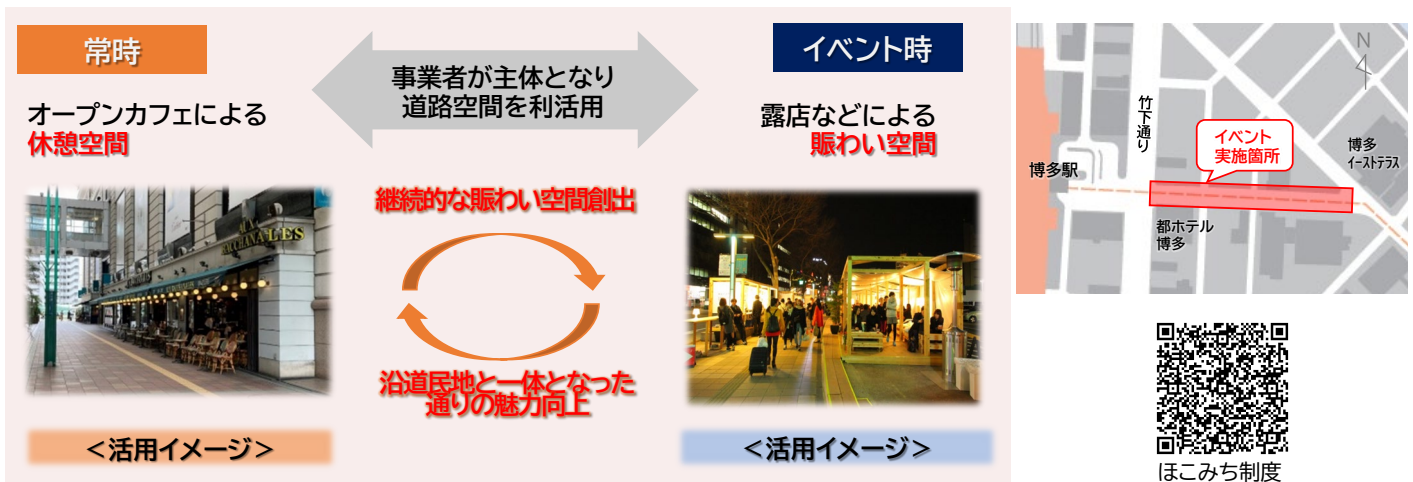 常時
イベント時
事業者が主体となり
道路空間を利活用
オープンカフェによる
休憩空間
露店などによる
賑わい空間
継続的な賑わい空間創出
沿道民地と一体となった
通りの魅力向上
AUX
BACCHANALES
<活用イメージ>
<活用イメージ>
N
竹下通り
イベント
実施箇所
博多
イーストテラス
博多駅
都ホテル
博多
ほこみち制度